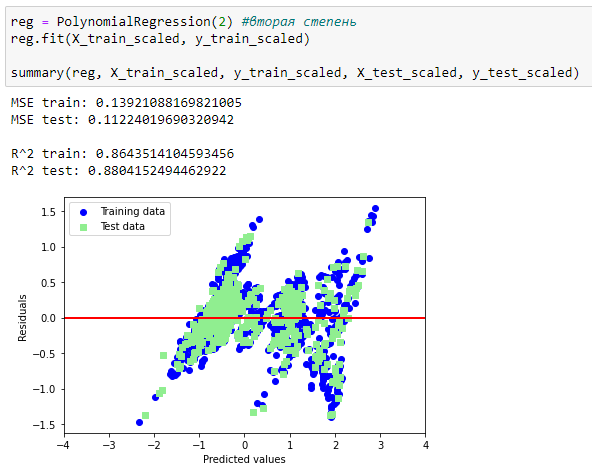 reg = PolynomialRegression(2) #вторая степень
reg.fit(X_train_scaled, y_train_scaled)
summary(reg, X_train_scaled, y_train_scaled, X_test_scaled, y_test_scaled)
MSE train: 0.13921088169821005
MSE test: 0.11224019690320942
R^2 train: 0.8643514104593456
R^2 test: 0.8804152494462922
Training data
Test data
1.5
1.0
0.5
0.0
−0.5
−1.0
−1.5
Residuals
−4 −3 −2 −1 0 1 2 3 4
Predicted values